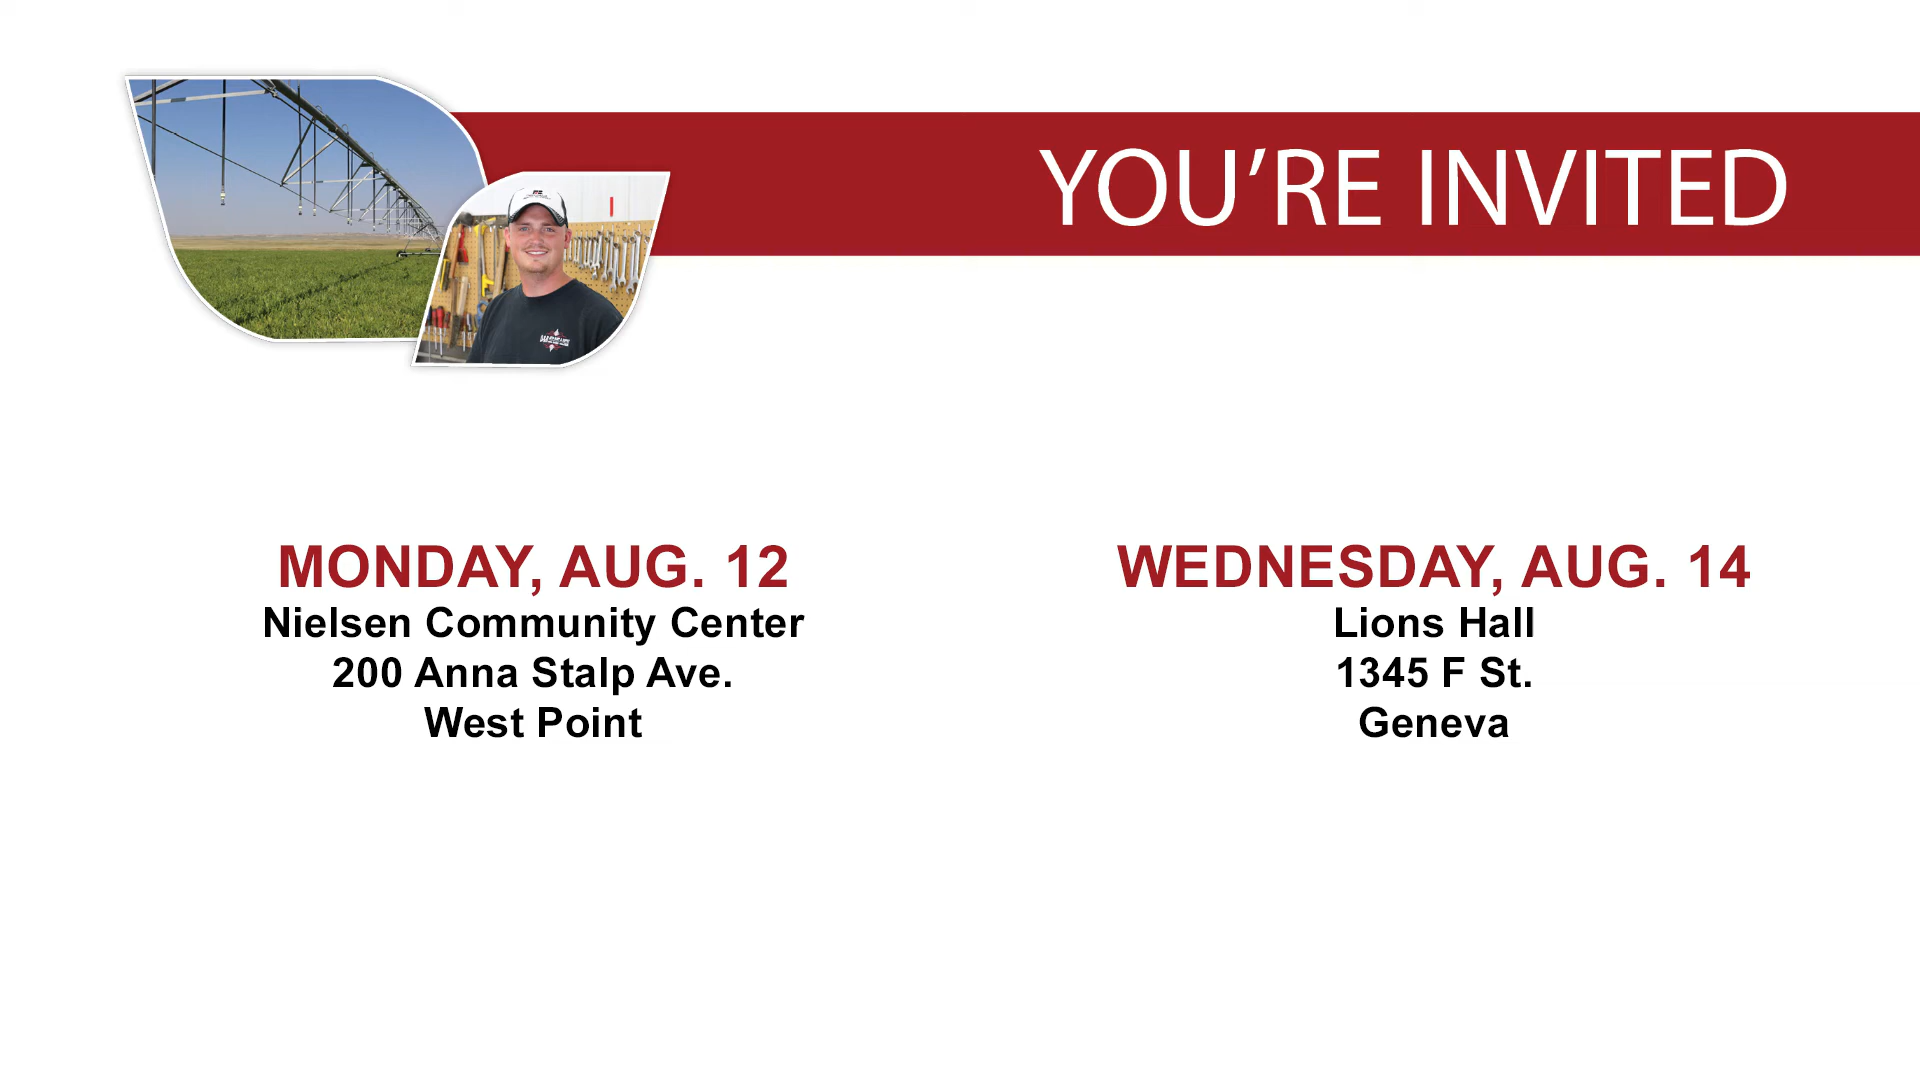 YOU’RE INVITED
MONDAY, AUG. 12
Nielsen Community Center
200 Anna Stalp Ave.
West Point
WEDNESDAY, AUG. 14
Lions Hall
1345 F St.
Geneva